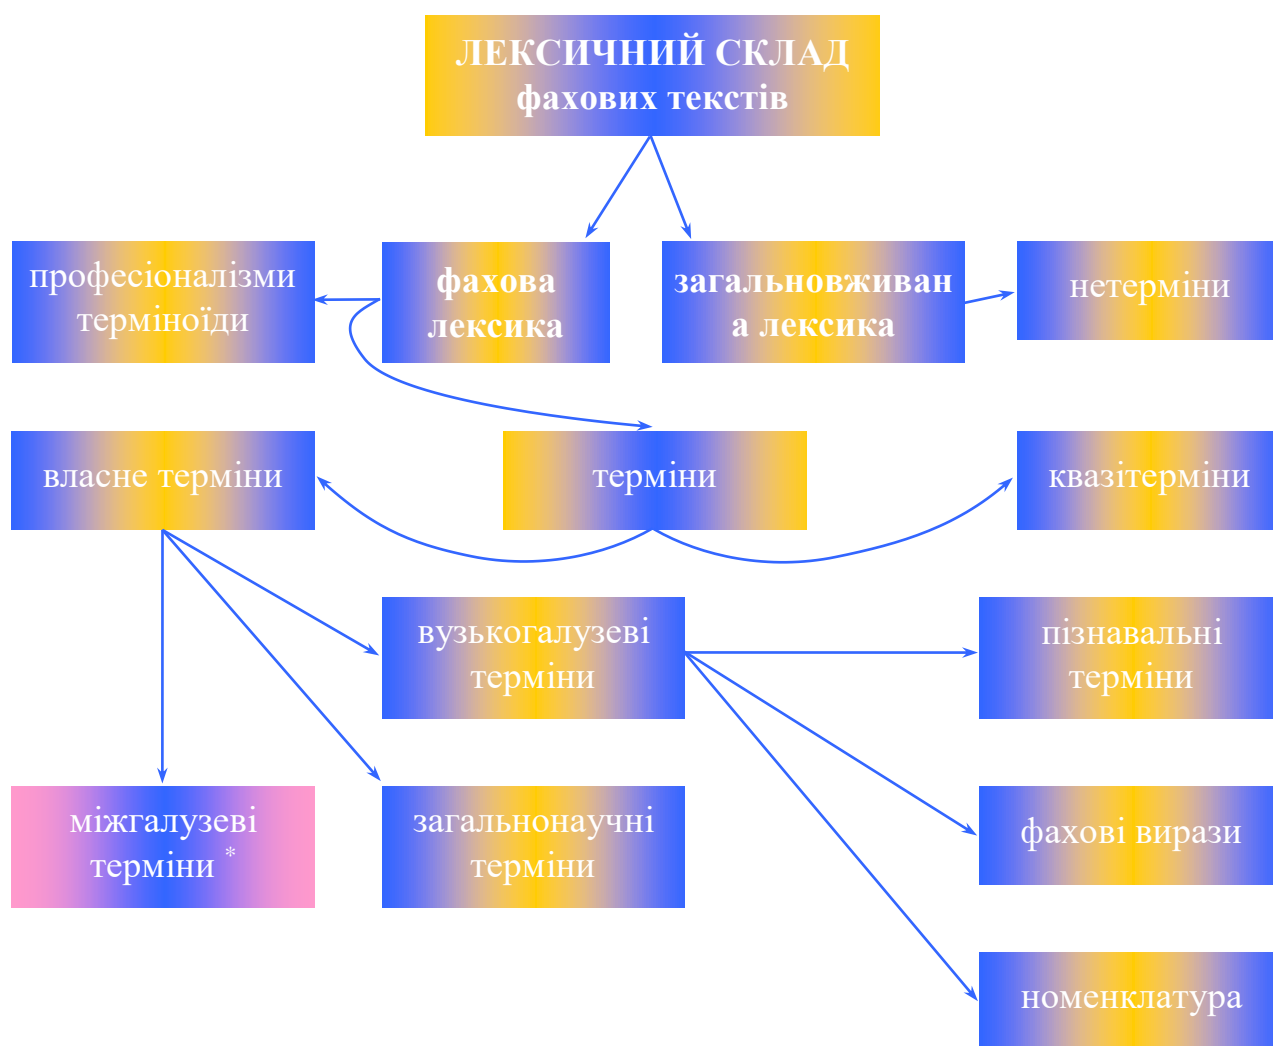 ЛЕКСИЧНИЙ СКЛАД
фахових текстів
професіоналізми
терміноїди
фахова
лексика
загальновживан
а лексика
нетерміни
власне терміни
терміни
квазітерміни
вузькогалузеві
терміни
пізнавальні
терміни
міжгалузеві
терміни *
загальнонаучні
терміни
фахові вирази
номенклатура